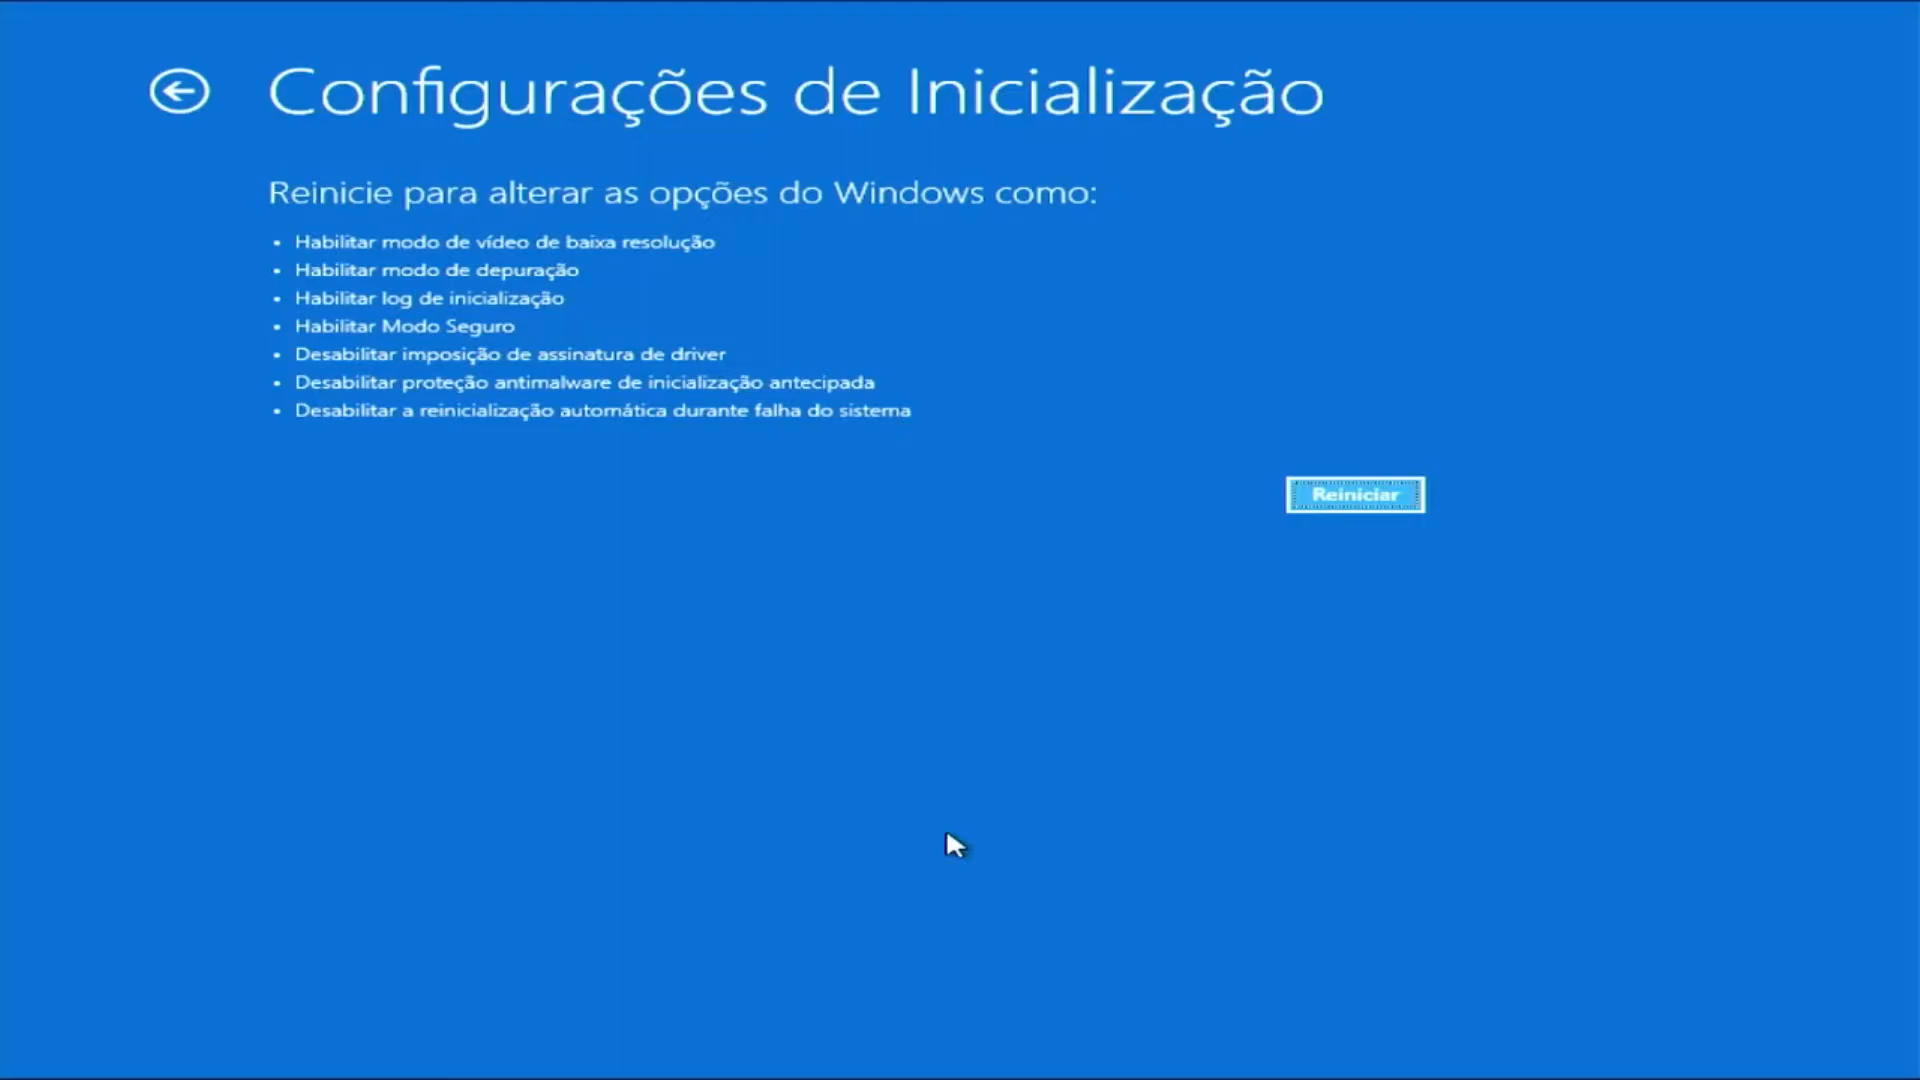 Configurações de Inicialização
Reinicie para alterar as opções do Windows como:
• Habilitar modo de vídeo de baixa resolução
• Habilitar modo de depuração
• Habilitar log de inicialização
• Habilitar Modo Seguro
• Desabilitar imposição de assinatura de driver
• Desabilitar proteção antimalware de inicialização antecipada
• Desabilitar a reinicialização automática durante falha do sistema
Reiniciar